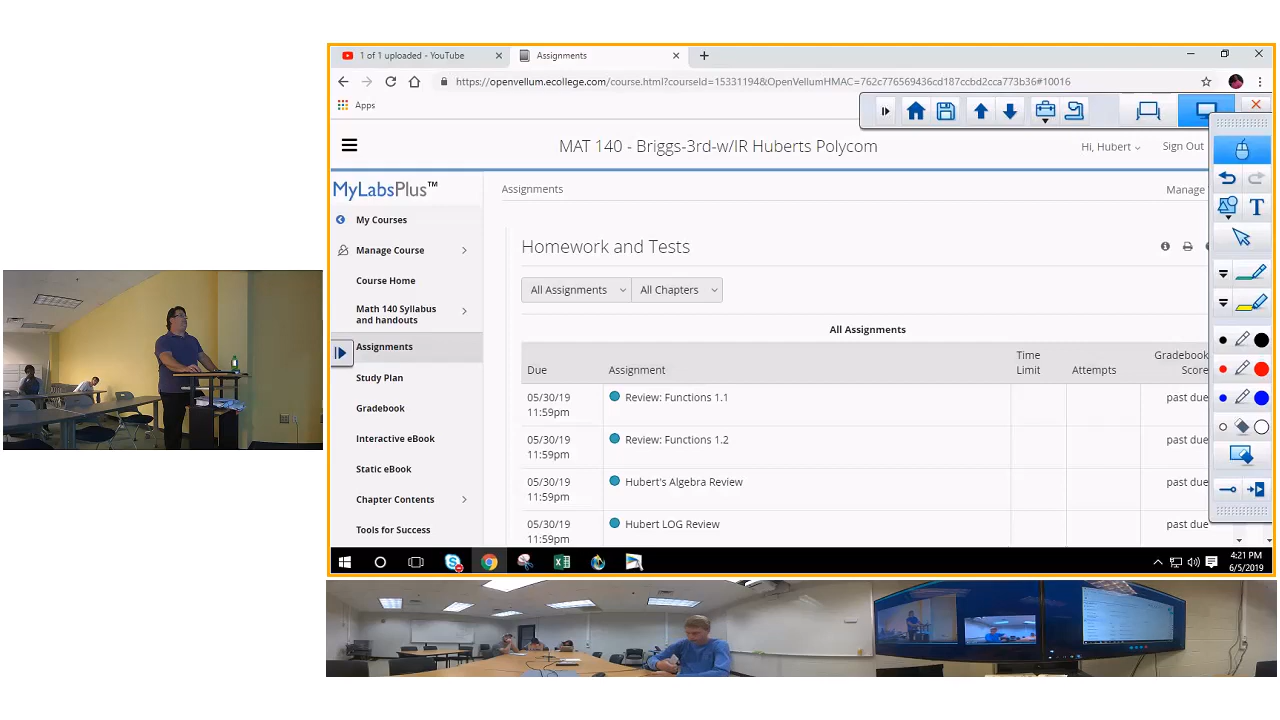 1 of 1 uploaded - YouTube
Assignments
https://openvellum.ecollege.com/course.html?courseId=15331194&OpenVellumHMAC=762c776569436cd187ccbd2cca773b36#10016
Apps
MAT 140 - Briggs-3rd-w/IR Huberts Polycom
Hi, Hubert
Sign Out
MyLabsPlus™
Assignments
Manage
My Courses
Manage Course
Course Home
Math 140 Syllabus
and handouts
Assignments
Study Plan
Gradebook
Interactive eBook
Static eBook
Chapter Contents
Tools for Success
Homework and Tests
All Assignments
All Chapters
All Assignments
Due
Assignment
Time
Limit
Attempts
Gradebook
Score
05/30/19
11:59pm
Review: Functions 1.1
past due
05/30/19
11:59pm
Review: Functions 1.2
past due
05/30/19
11:59pm
Hubert's Algebra Review
past due
05/30/19
11:59pm
Hubert LOG Review
past due
T
4:21 PM
6/5/2019